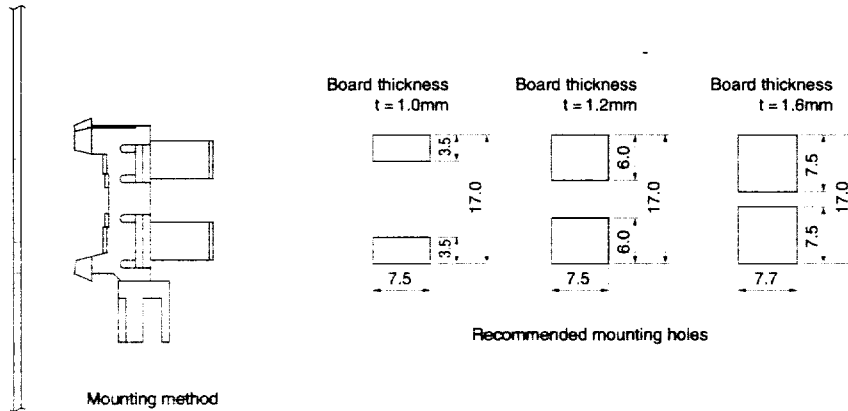 Board thickness
t = 1.0mm
Board thickness
t = 1.2mm
Board thickness
t = 1.6mm
3.5
17.0
3.5
7.5
6.0
17.0
6.0
7.5
7.5
17.0
7.5
7.7
Recommended mounting holes
Mounting method